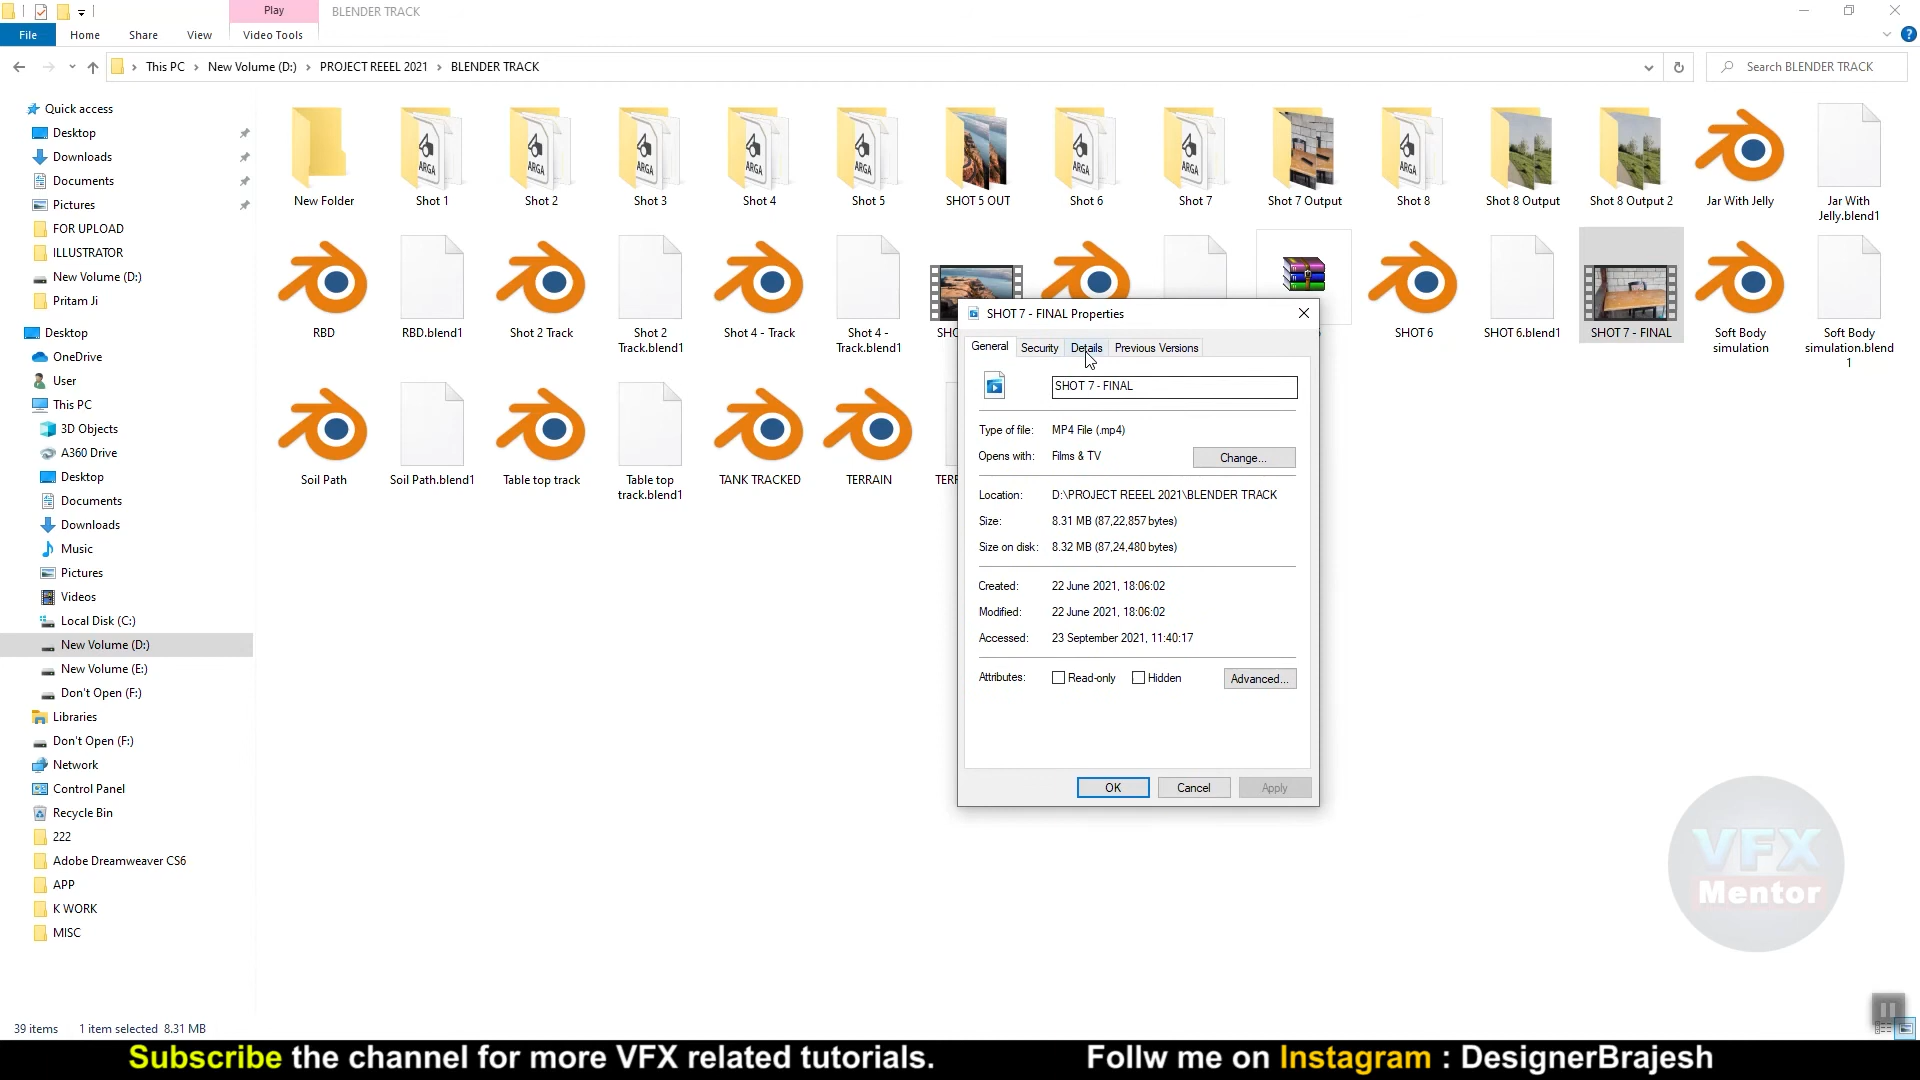 Play
BLENDER TRACK
File
Home
Share
View
Video Tools
This PC
New Volume (D:)
PROJECT REEEL 2021
BLENDER TRACK
Search BLENDER TRACK
Quick access
Desktop
Downloads
Documents
Pictures
FOR UPLOAD
ILLUSTRATOR
New Volume (D:)
Pritam Ji
Desktop
OneDrive
User
This PC
3D Objects
A360 Drive
Desktop
Documents
Downloads
Music
Pictures
Videos
Local Disk (C:)
New Volume (D:)
New Volume (E:)
Don't Open (F:)
Libraries
Don't Open (F:)
Network
Control Panel
Recycle Bin
222
Adobe Dreamweaver CS6
APP
K WORK
MISC
New Folder
Shot 1
Shot 2
Shot 3
Shot 4
Shot 5
SHOT 5 OUT
Shot 6
Shot 7
Shot 7 Output
Shot 8
Shot 8 Output
Shot 8 Output 2
Jar With Jelly
Jar With
Jelly.blend1
RBD
RBD.blend1
Shot 2 Track
Shot 2
Track.blend1
Shot 4 - Track
Shot 4 -
Track.blend1
SHOT 6
SHOT 6.blend1
SHOT 7 - FINAL
Soft Body
simulation
Soft Body
simulation.blend
1
Soil Path
Soil Path.blend1
Table top track
Table top
track.blend1
TANK TRACKED
TERRAIN
SHOT 7 - FINAL Properties
General
Security
Details
Previous Versions
SHOT 7 - FINAL
Type of file: MP4 File (.mp4)
Opens with: Films & TV
Change...
Location: D:\PROJECT REEEL 2021\BLENDER TRACK
Size: 8.31 MB (87,22,857 bytes)
Size on disk: 8.32 MB (87,24,480 bytes)
Created: 22 June 2021, 18:06:02
Modified: 22 June 2021, 18:06:02
Accessed: 23 September 2021, 11:40:17
Attributes: Read-only Hidden
Advanced...
OK
Cancel
Apply
VFX
Mentor
39 items
1 item selected 8.31 MB
Subscribe the channel for more VFX related tutorials.
Follw me on Instagram : DesignerBrajesh